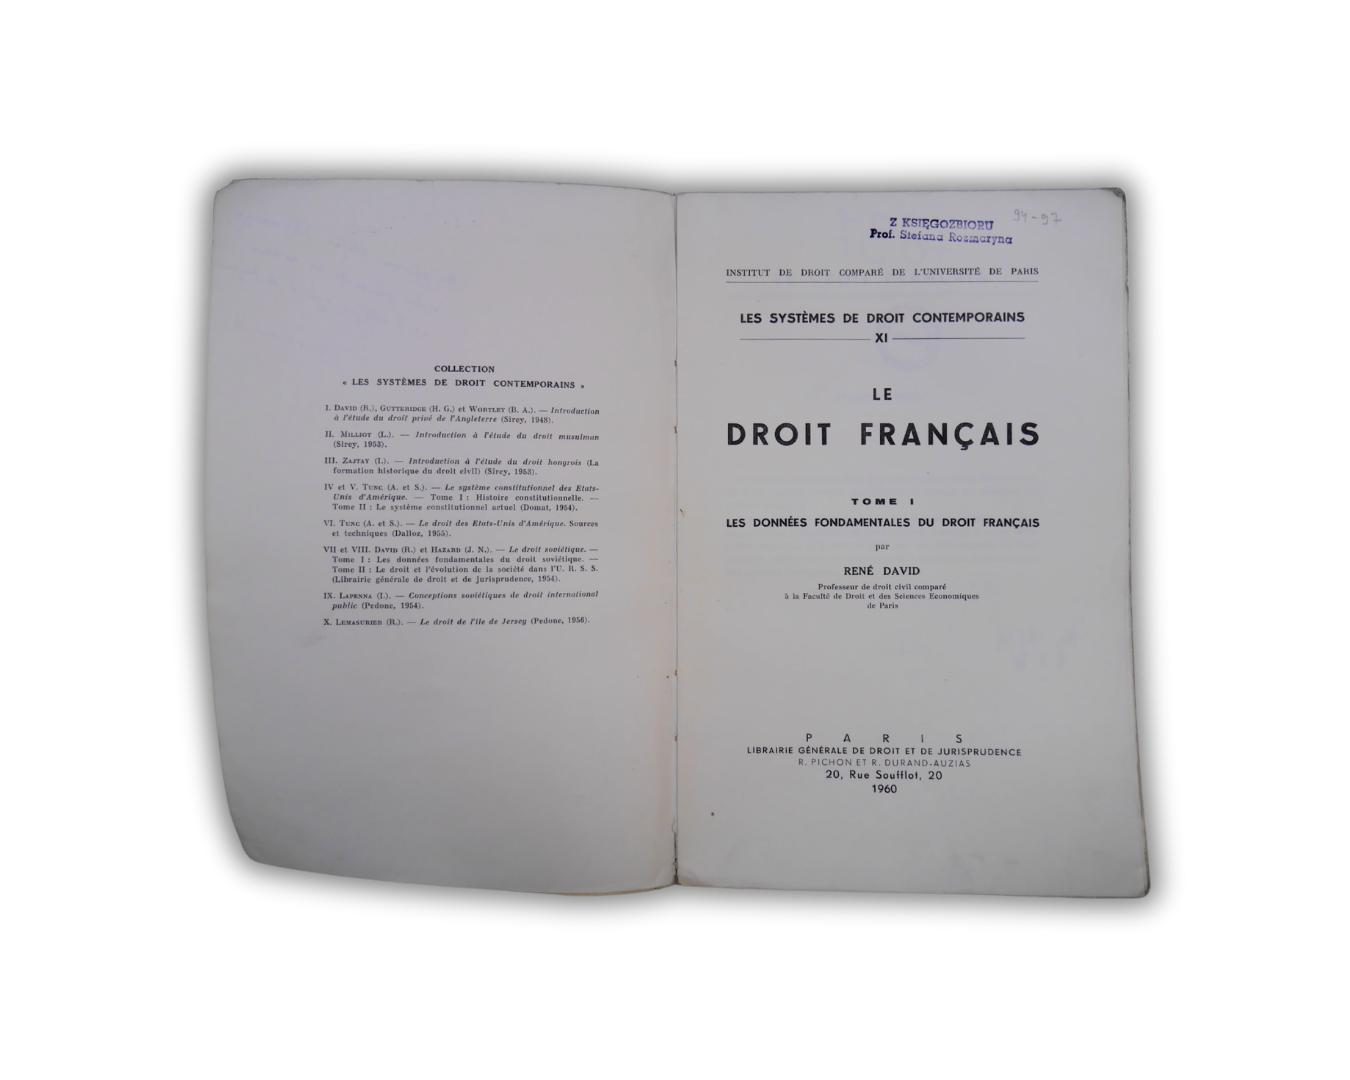 COLLECTION
« LES SYSTÈMES DE DROIT CONTEMPORAINS »
I. DAVID (R.), GUTTERIDGE (H. G.) et WORTLEY (B. A.). — Introduction
à l'étude du droit privé de l'Angleterre (Sirey, 1948).
II. MILLIOT (L.). — Introduction à l'étude du droit musulman
(Sirey, 1953).
III. ZAJTAY (I.). — Introduction à l'étude du droit hongrois (La
formation historique du droit civil) (Sirey, 1953).
IV et V. TUNC (A. et S.). — Le système constitutionnel des Etats-
Unis d'Amérique. — Tome I : Histoire constitutionnelle. —
Tome II : Le système constitutionnel actuel (Domat, 1954).
VI. TUNC (A. et S.). — Le droit des Etats-Unis d'Amérique. Sources
et techniques (Dalloz, 1955).
VII et VIII. DAVID (R.) et HAZARD (J. N.). — Le droit soviétique. —
Tome I : Les données fondamentales du droit soviétique. —
Tome II : Le droit et l'évolution de la société dans l'U. R. S. S.
(Librairie générale de droit et de jurisprudence, 1954).
IX. LAPENNA (I.). — Conceptions soviétiques de droit international
public (Pedone, 1954).
X. LEMASURIER (R.). — Le droit de l'île de Jersey (Pedone, 1956).
94-97
Z KSIĘGOZBIORU
Prof. Stefana Rozmaryna
INSTITUT DE DROIT COMPARÉ DE L'UNIVERSITÉ DE PARIS
LES SYSTÈMES DE DROIT CONTEMPORAINS
XI
LE
DROIT FRANÇAIS
TOME I
LES DONNÉES FONDAMENTALES DU DROIT FRANÇAIS
par
RENÉ DAVID
Professeur de droit civil comparé
à la Faculté de Droit et des Sciences Economiques
de Paris
PARIS
LIBRAIRIE GÉNÉRALE DE DROIT ET DE JURISPRUDENCE
R. PICHON ET R. DURAND-AUZIAS
20, Rue Soufflot, 20
1960